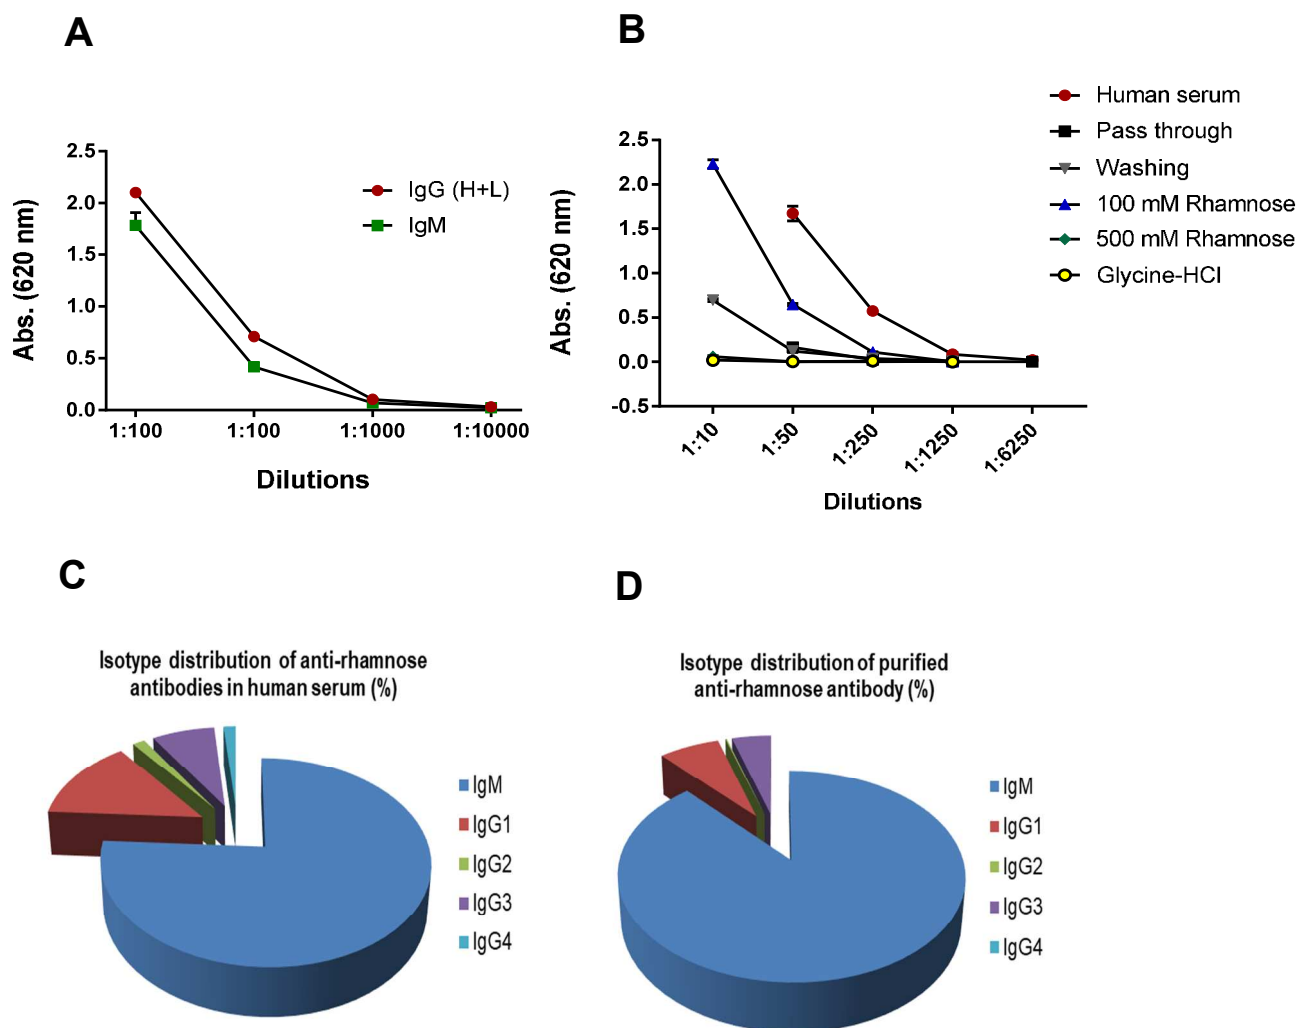 A
2.5
2.0
1.5
1.0
0.5
0.0
Abs. (620 nm)
IgG (H+L)
IgM
1:100
1:100
1:1000
1:10000
Dilutions
B
Human serum
Pass through
Washing
100 mM Rhamnose
500 mM Rhamnose
Glycine-HCl
2.5
2.0
1.5
1.0
0.5
0.0
-0.5
Abs. (620 nm)
1:10
1:50
1:250
1:1250
1:6250
Dilutions
C
Isotype distribution of anti-rhamnose
antibodies in human serum (%)
IgM
IgG1
IgG2
IgG3
IgG4
D
Isotype distribution of purified
anti-rhamnose antibody (%)
IgM
IgG1
IgG2
IgG3
IgG4